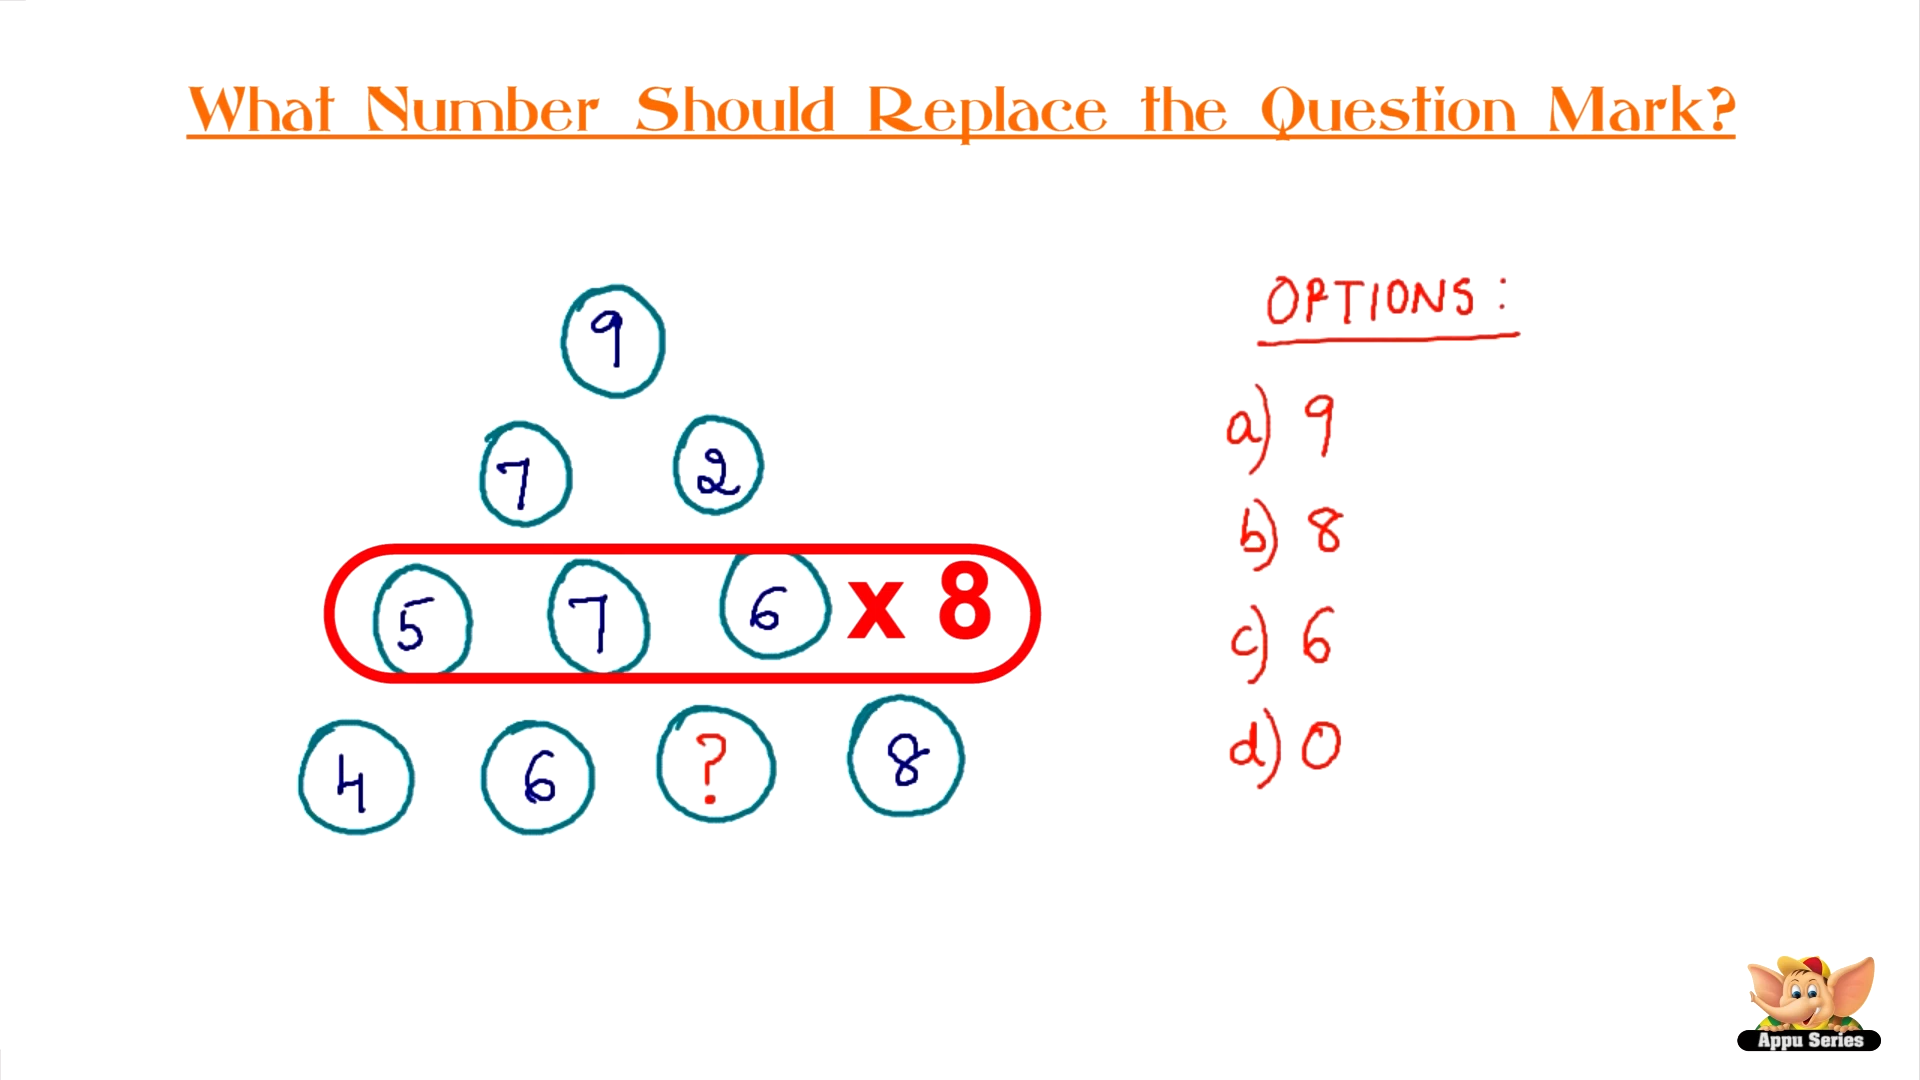 What Number Should Replace the Question Mark?
OPTIONS:
9
a) 9
7 2
b) 8
5 7 6 x 8
c) 6
4 6 ? 8
d) 0
Appu Series